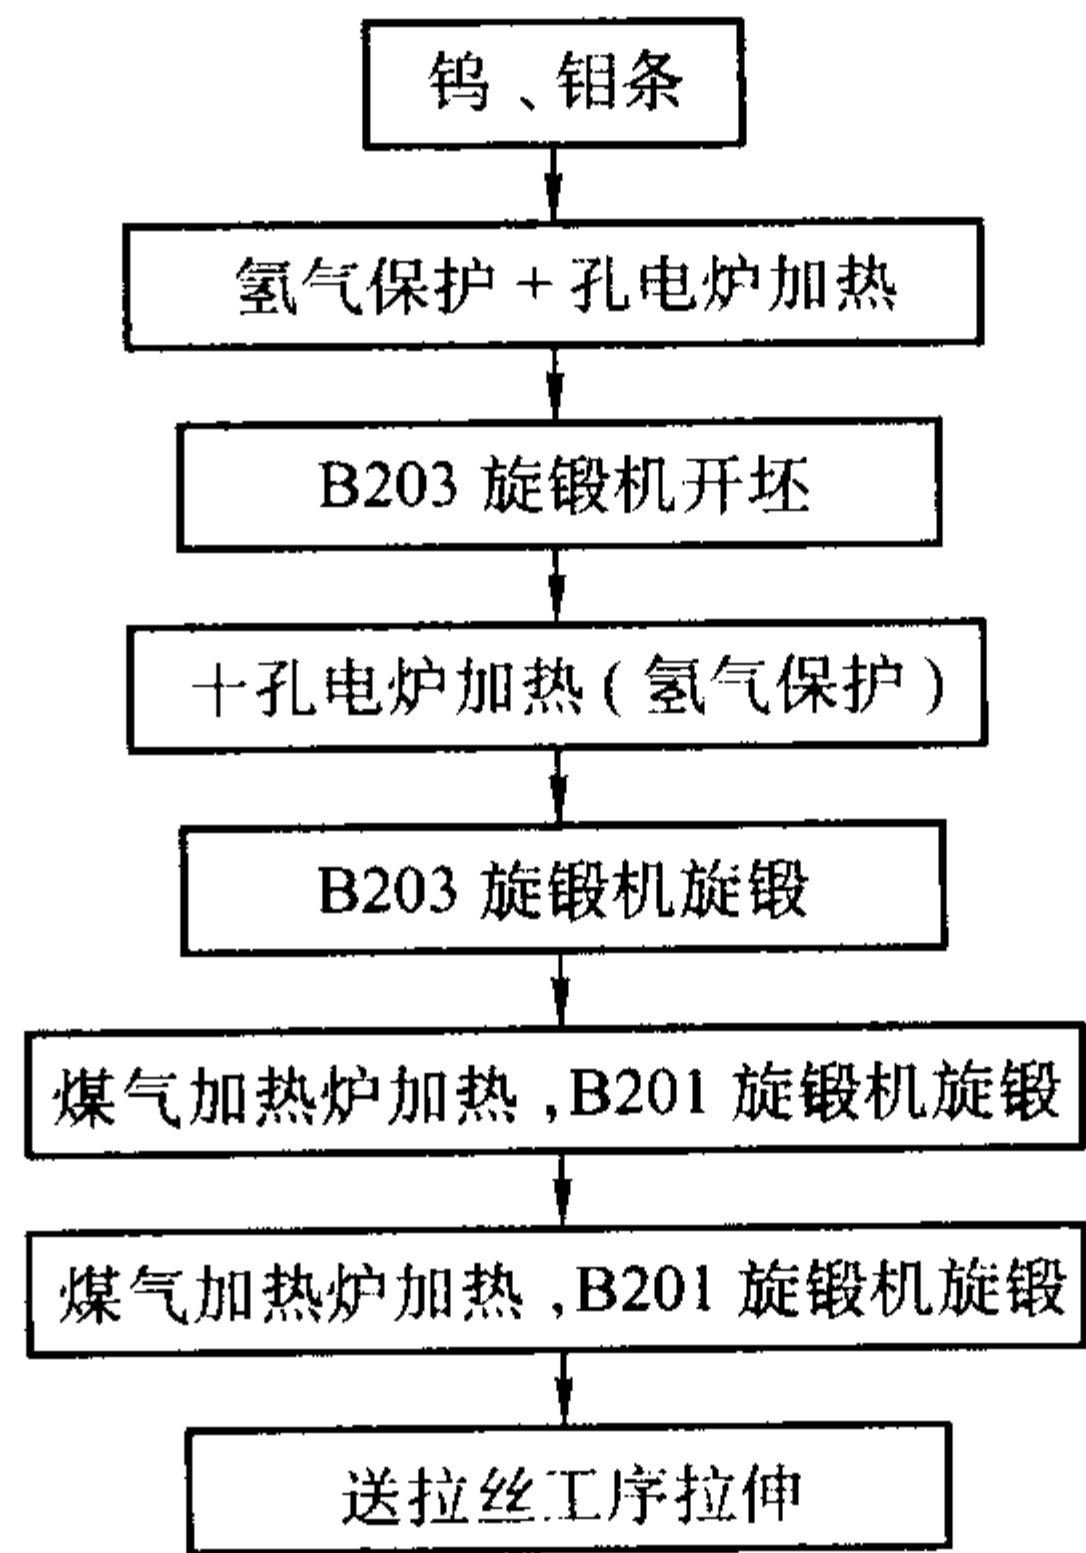 钨、钼条
氢气保护+孔电炉加热
B203 旋锻机开坯
十孔电炉加热(氢气保护)
B203 旋锻机旋锻
煤气加热炉加热,B201 旋锻机旋锻
煤气加热炉加热,B201 旋锻机旋锻
送拉丝工序拉伸